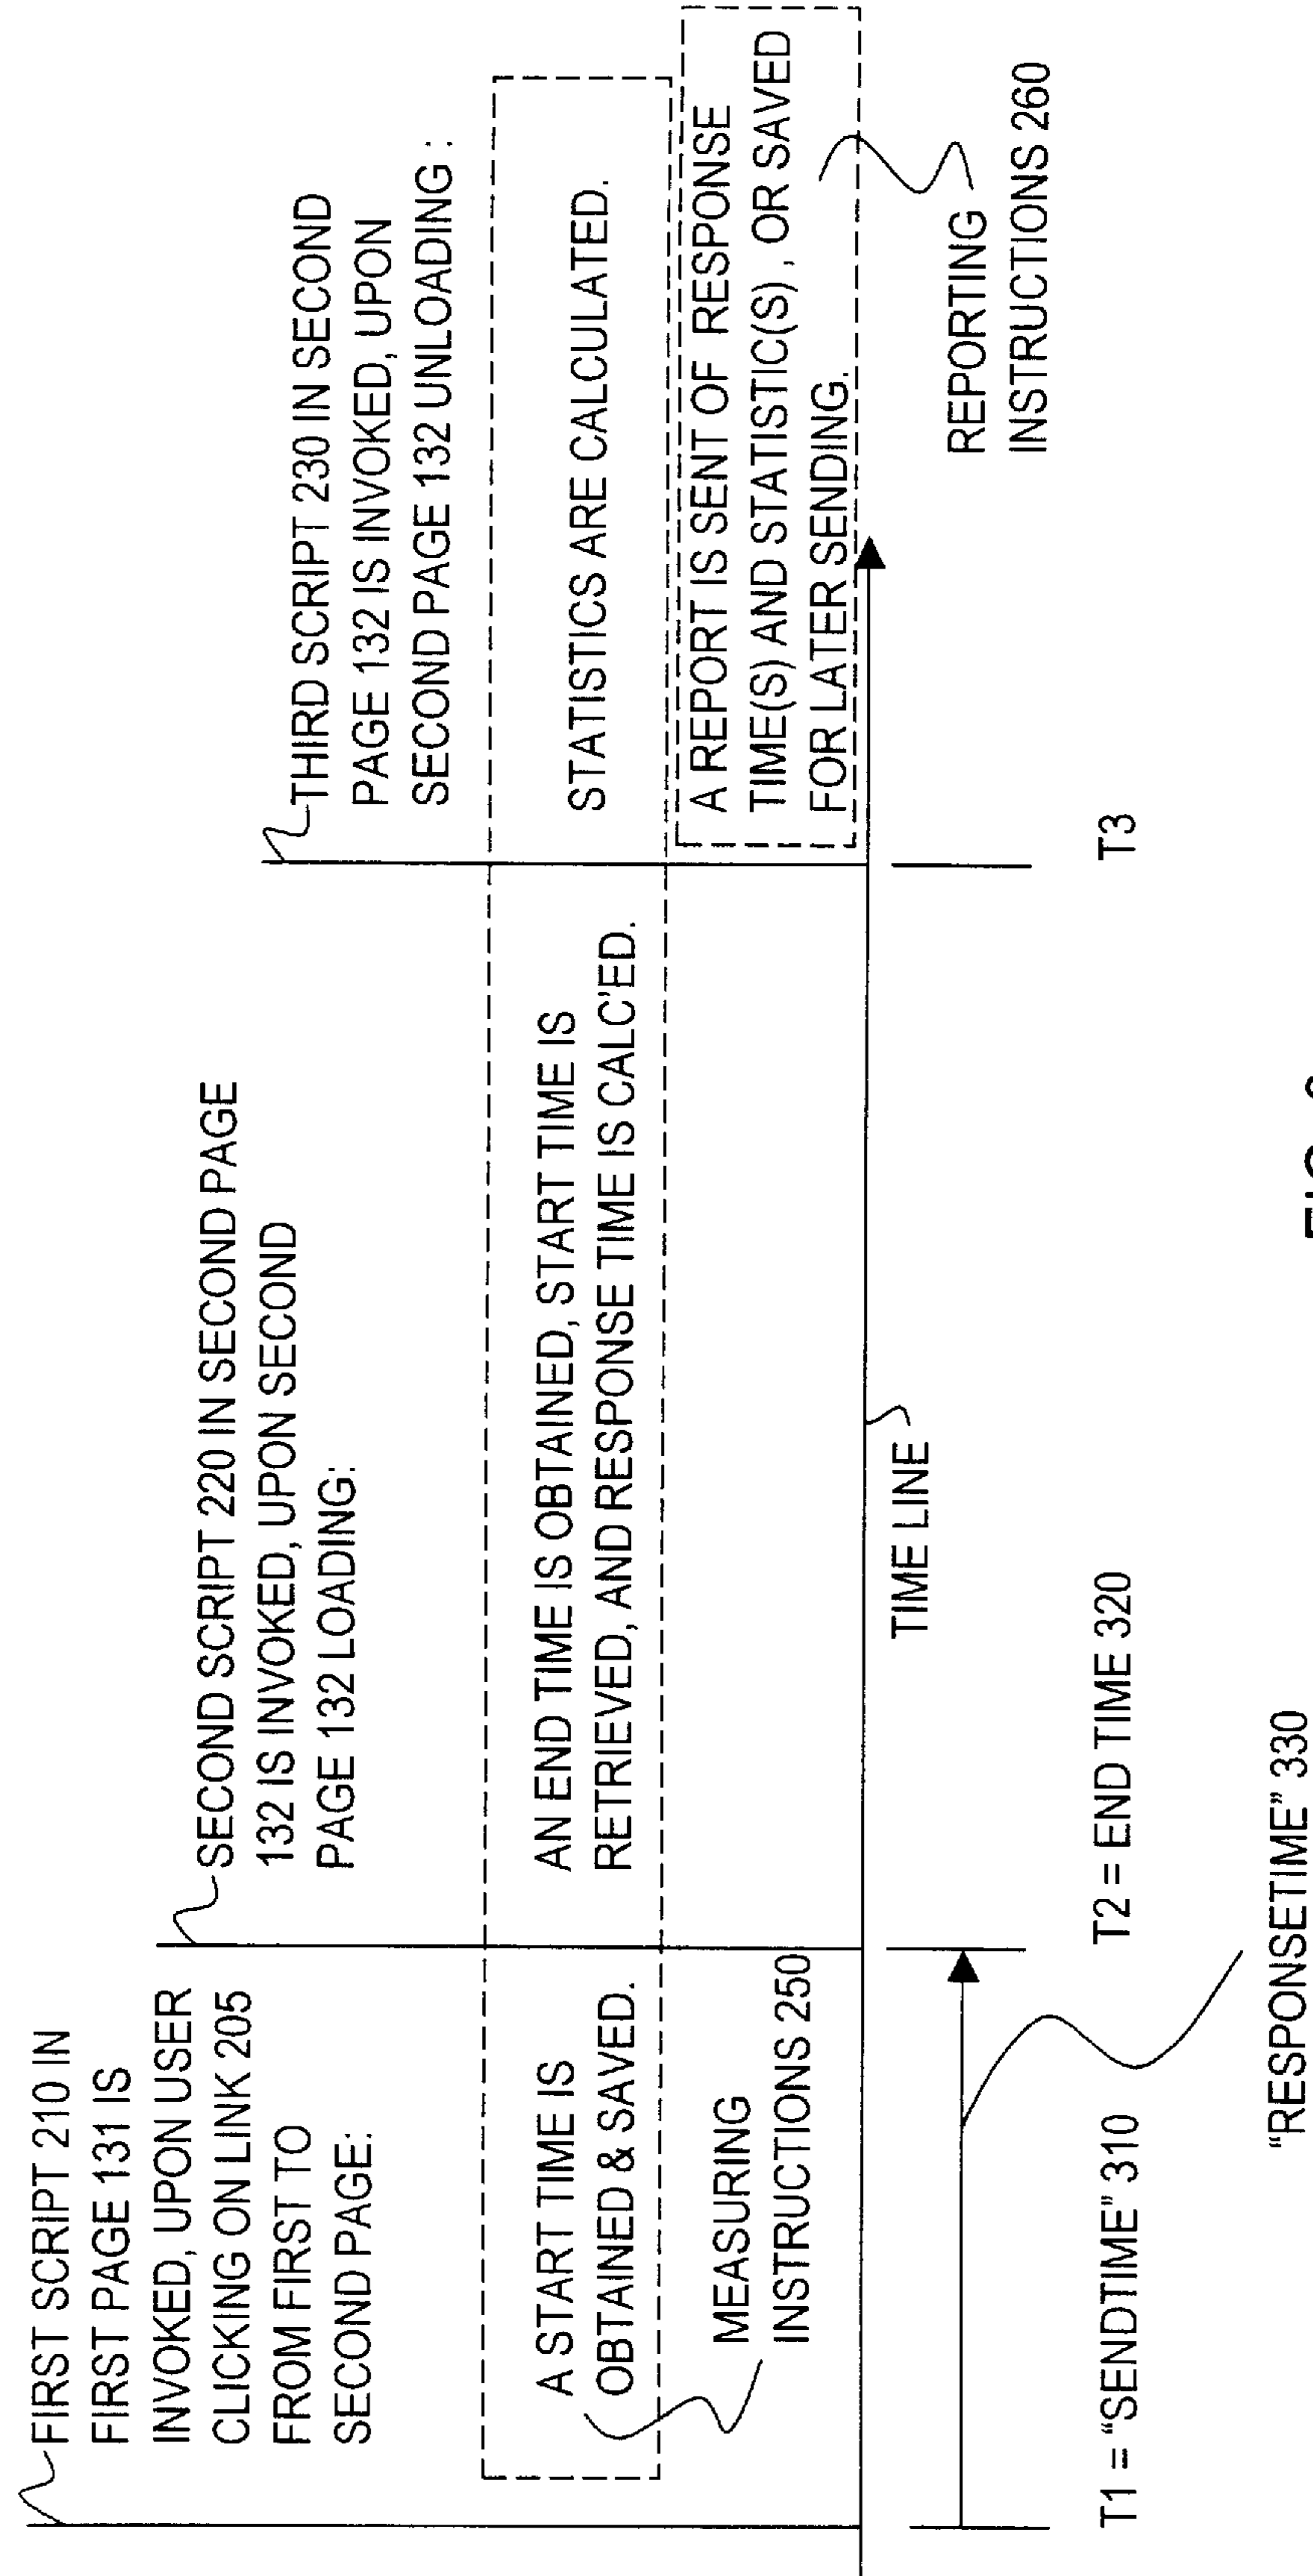 FIRST SCRIPT 210 IN
FIRST PAGE 131 IS
INVOKED, UPON USER
CLICKING ON LINK 205
FROM FIRST TO
SECOND PAGE:
SECOND SCRIPT 220 IN SECOND PAGE
132 IS INVOKED, UPON SECOND
PAGE 132 LOADING:
THIRD SCRIPT 230 IN SECOND
PAGE 132 IS INVOKED, UPON
SECOND PAGE 132 UNLOADING :
A START TIME IS
OBTAINED & SAVED.
AN END TIME IS OBTAINED, START TIME IS
RETRIEVED, AND RESPONSE TIME IS CALC'ED.
STATISTICS ARE CALCULATED.
MEASURING
INSTRUCTIONS 250
A REPORT IS SENT OF RESPONSE
TIME(S) AND STATISTIC(S) , OR SAVED
FOR LATER SENDING.
TIME LINE
REPORTING
INSTRUCTIONS 260
T1 = “SENDTIME” 310
T2 = END TIME 320
T3
“RESPONSETIME” 330